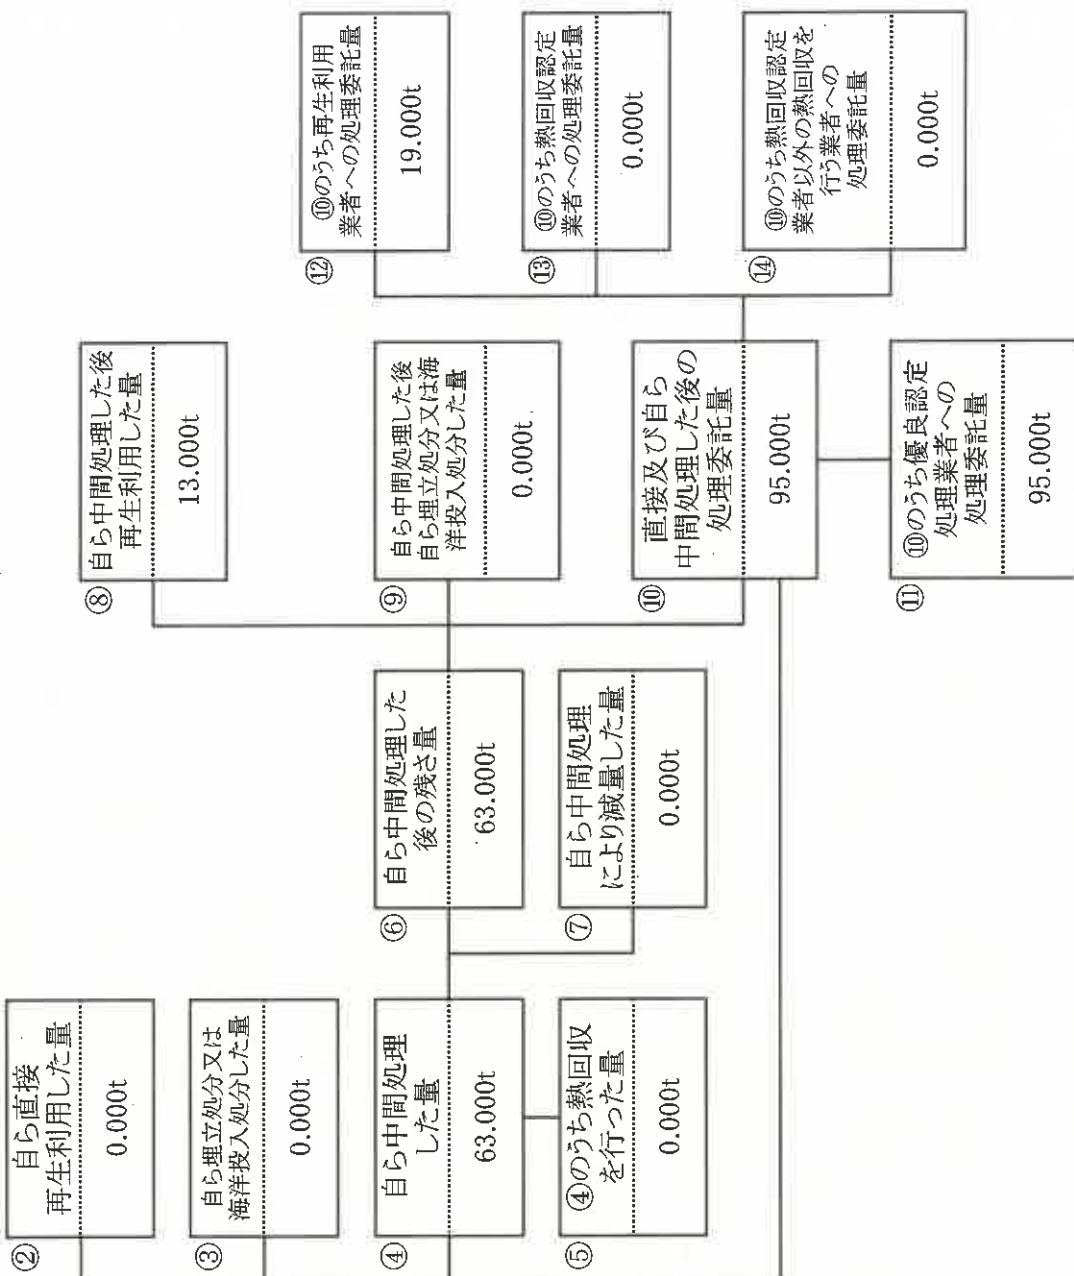 ②
自ら直接
再生利用した量
0.000t
③
自ら埋立処分又は
海洋投入処分した量
0.000t
④
自ら中間処理
した量
63.000t
⑤
④のうち熱回収
を行った量
0.000t
⑥
自ら中間処理した
後の残さ量
63.000t
⑦
自ら中間処理
により減量した量
0.000t
⑧
自ら中間処理した後
再生利用した量
13.000t
⑨
自ら中間処理した後
自ら埋立処分又は海
洋投入処分した量
0.000t
⑩
直接及び自ら
中間処理した後の
処理委託量
95.000t
⑪
⑩のうち優良認定
処理業者への
処理委託量
95.000t
⑫
⑩のうち再生利用
業者への処理委託量
19.000t
⑬
⑩のうち熱回収認定
業者への処理委託量
0.000t
⑭
⑩のうち熱回収認定
業者以外の熱回収を
行う業者への
処理委託量
0.000t